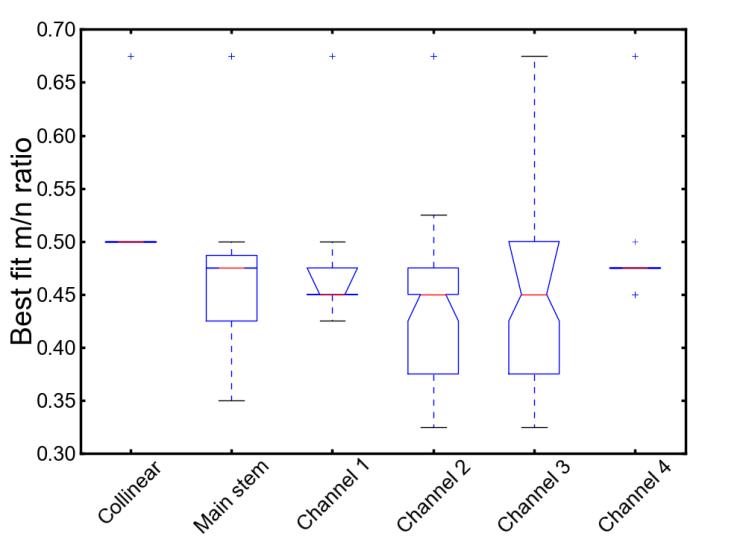 Best fit m/n ratio
0.70
0.65
0.60
0.55
0.50
0.45
0.40
0.35
0.30
Collinear
Main stem
Channel 1
Channel 2
Channel 3
Channel 4